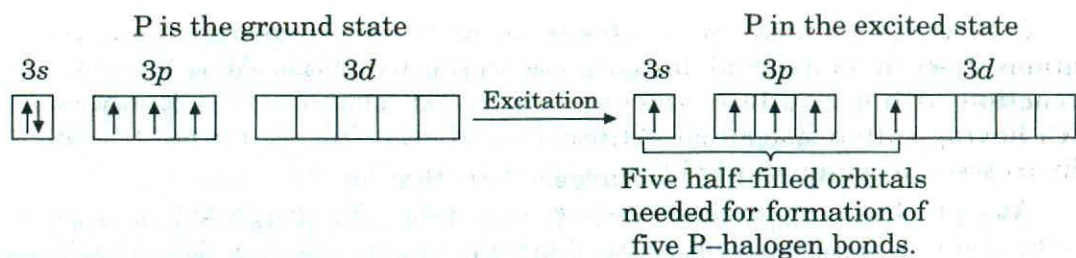 P is the ground state
P in the excited state
3s 3p 3d
Excitation
3s 3p 3d
Five half–filled orbitals
needed for formation of
five P–halogen bonds.